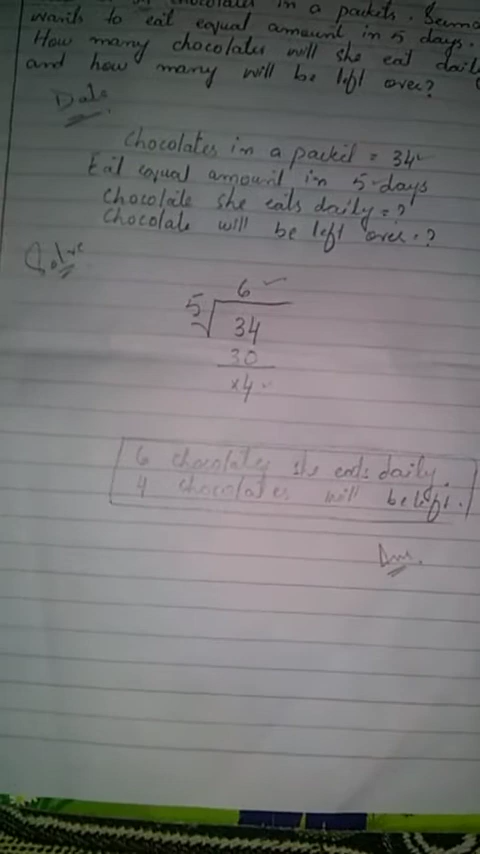 chocolates in a packets. Seema
wants to eat equal amount in 5 days.
How many chocolates will she eat daily
and how many will be left over?
Data
Chocolates in a packet = 34
Eat equal amount in 5 days
Chocolate she eats daily = ?
Chocolate will be left over = ?
Solve
6
5 34
30
x4
6 chocolates she eats daily.
4 chocolates will be left.
Ans.